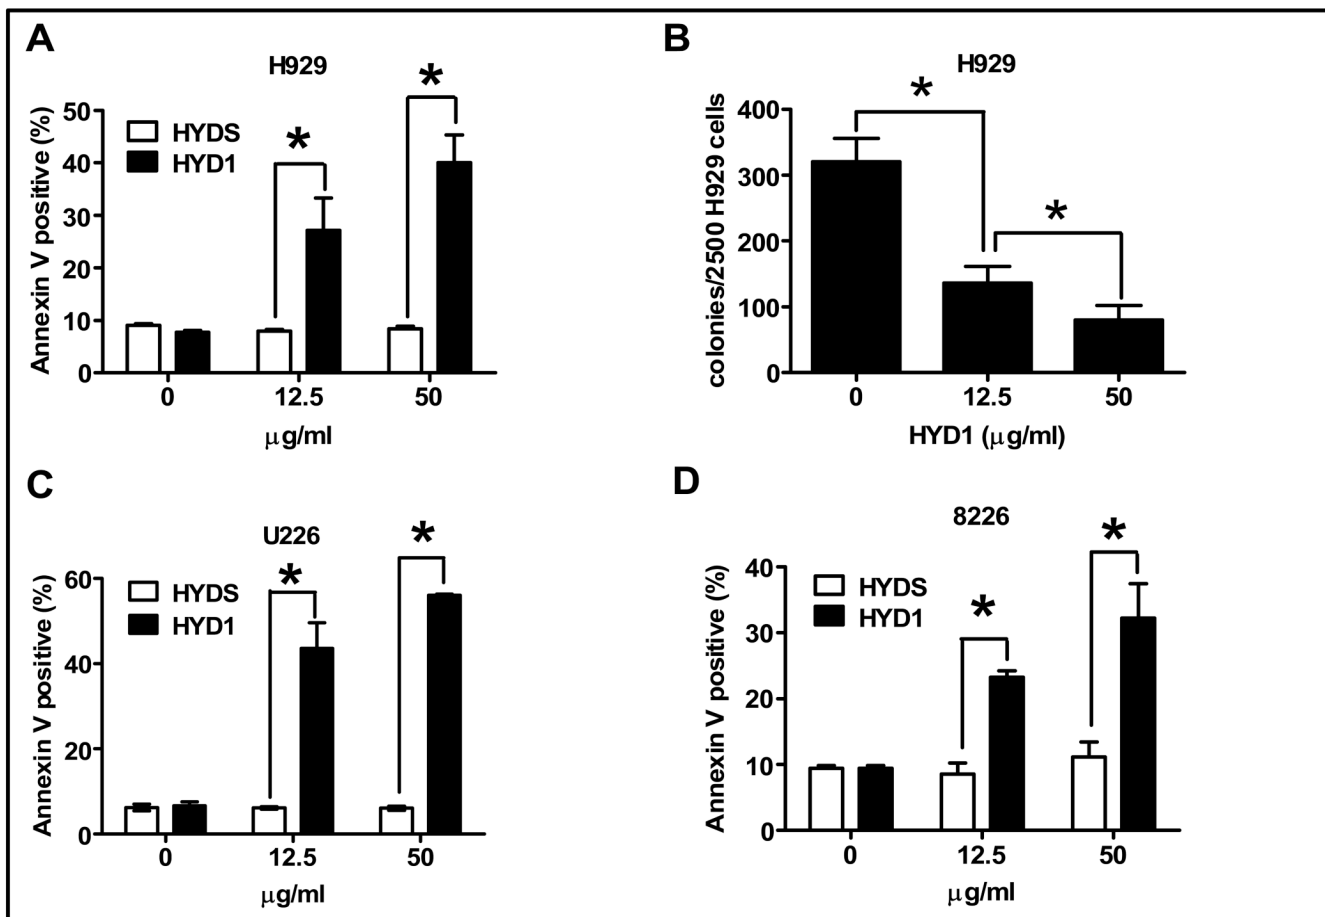 A
H929
*
*
Annexin V positive (%)
50
40
30
20
10
0
HYDS
HYD1
0 12.5 50
μg/ml
B
H929
*
*
colonies/2500 H929 cells
400
300
200
100
0
0 12.5 50
HYD1 (μg/ml)
C
U226
*
*
Annexin V positive (%)
60
40
20
0
HYDS
HYD1
0 12.5 50
μg/ml
D
8226
*
*
Annexin V positive (%)
40
30
20
10
0
HYDS
HYD1
0 12.5 50
μg/ml